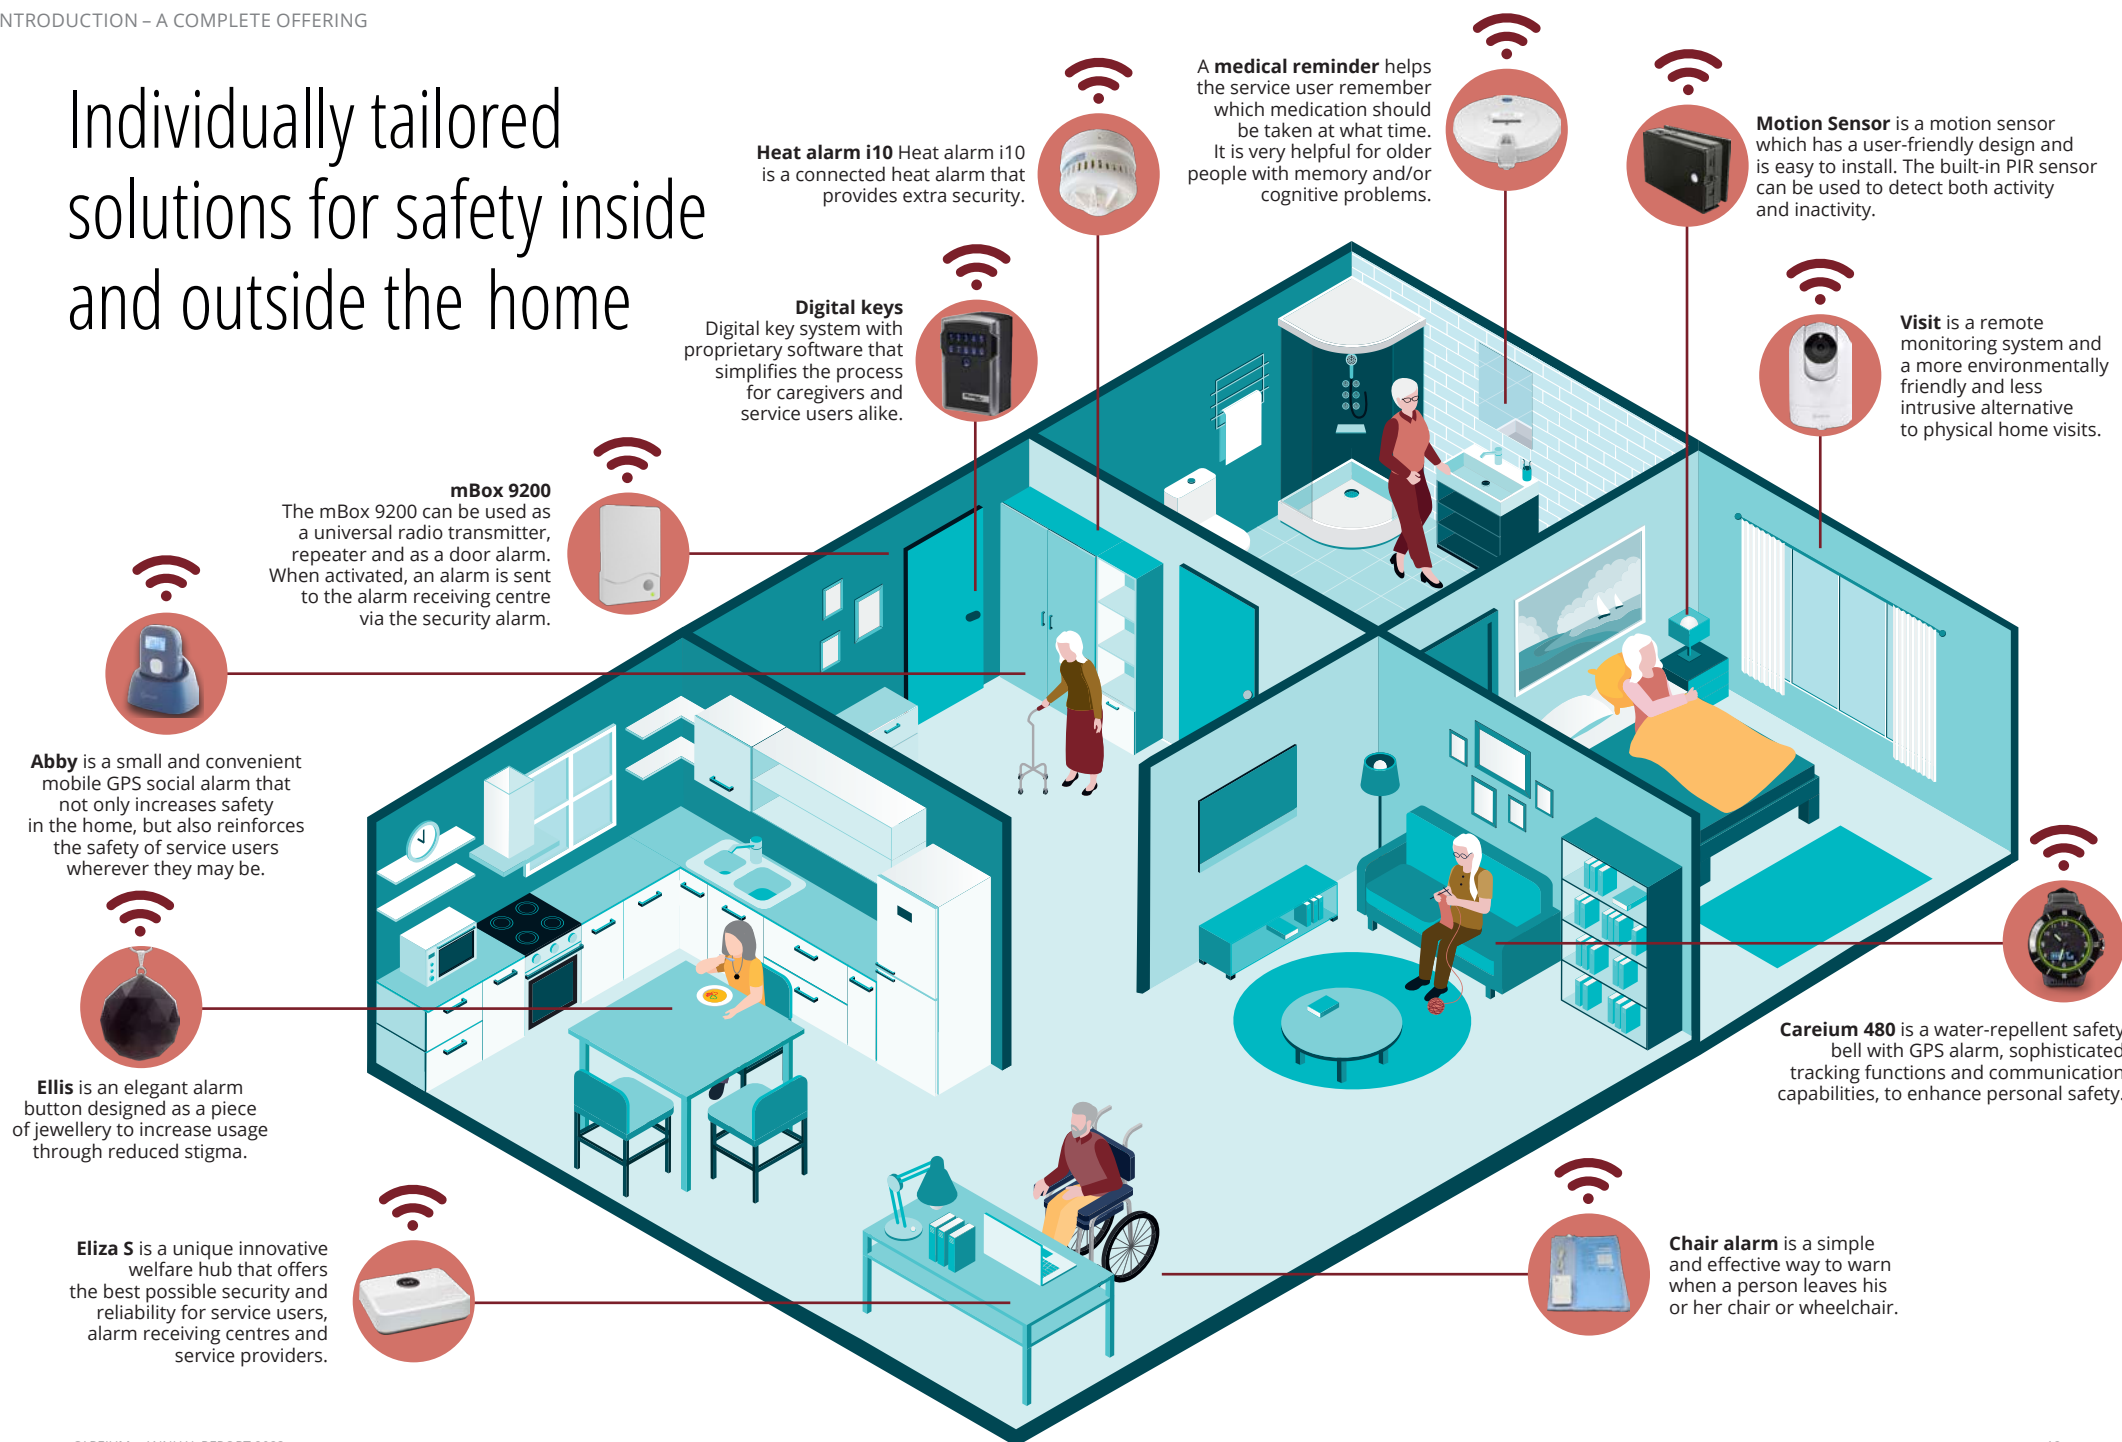 NTRODUCTION – A COMPLETE OFFERING
Individually tailored
solutions for safety inside
and outside the home
Heat alarm i10 Heat alarm i10
is a connected heat alarm that
provides extra security.
A medical reminder helps
the service user remember
which medication should
be taken at what time.
It is very helpful for older
people with memory and/or
cognitive problems.
Motion Sensor is a motion sensor
which has a user-friendly design and
is easy to install. The built-in PIR sensor
can be used to detect both activity
and inactivity.
Digital keys
Digital key system with
proprietary software that
simplifies the process
for caregivers and
service users alike.
Visit is a remote
monitoring system and
a more environmentally
friendly and less
intrusive alternative
to physical home visits.
mBox 9200
The mBox 9200 can be used as
a universal radio transmitter,
repeater and as a door alarm.
When activated, an alarm is sent
to the alarm receiving centre
via the security alarm.
Abby is a small and convenient
mobile GPS social alarm that
not only increases safety
in the home, but also reinforces
the safety of service users
wherever they may be.
Ellis is an elegant alarm
button designed as a piece
of jewellery to increase usage
through reduced stigma.
Careium 480 is a water-repellent safety
bell with GPS alarm, sophisticated
tracking functions and communication
capabilities, to enhance personal safety.
Eliza S is a unique innovative
welfare hub that offers
the best possible security and
reliability for service users,
alarm receiving centres and
service providers.
Chair alarm is a simple
and effective way to warn
when a person leaves his
or her chair or wheelchair.